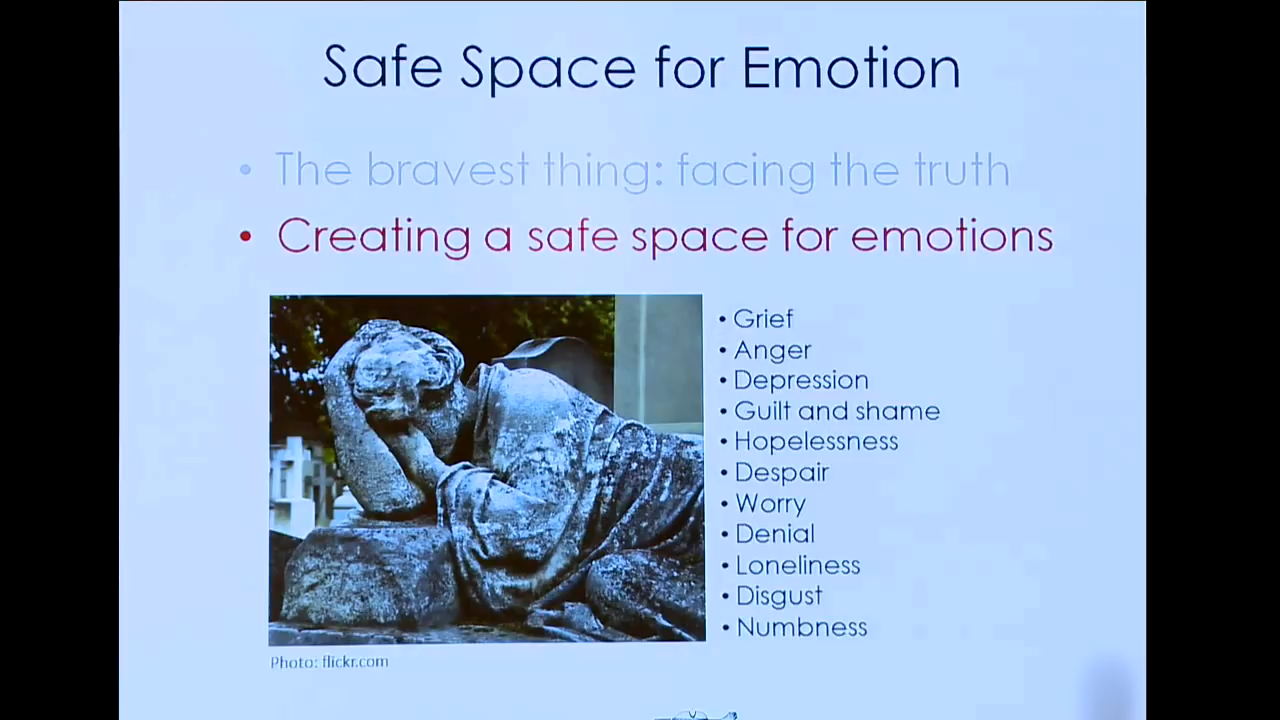 Safe Space for Emotion
• The bravest thing: facing the truth
• Creating a safe space for emotions
• Grief
• Anger
• Depression
• Guilt and shame
• Hopelessness
• Despair
• Worry
• Denial
• Loneliness
• Disgust
• Numbness
Photo: flickr.com